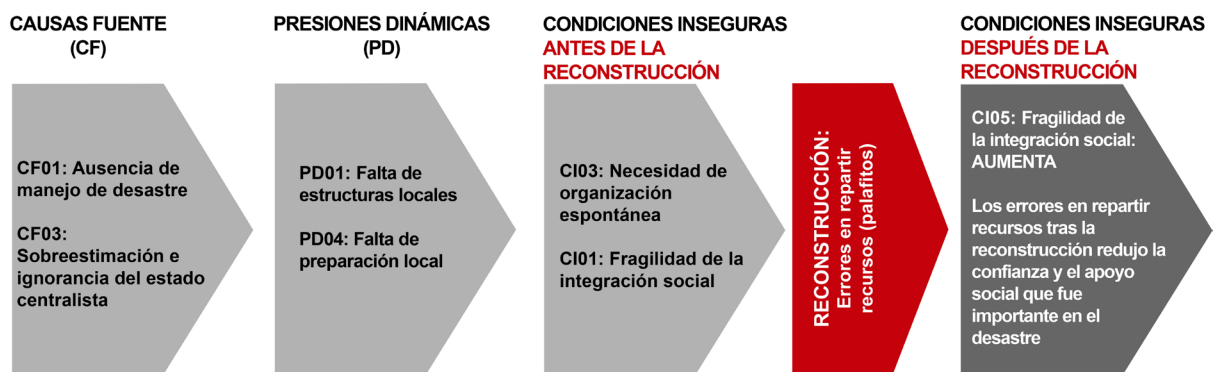 CAUSAS FUENTE
(CF)
CF01: Ausencia de
manejo de desastre
CF03:
Sobreestimación e
ignorancia del estado
centralista
PRESIONES DINÁMICAS
(PD)
PD01: Falta de
estructuras locales
PD04: Falta de
preparación local
CONDICIONES INSEGURAS
ANTES DE LA
RECONSTRUCCIÓN
CI03: Necesidad de
organización
espontánea
CI01: Fragilidad de la
integración social
RECONSTRUCCIÓN:
Errores en repartir
recursos (palafitos)
CONDICIONES INSEGURAS
DESPUÉS DE LA
RECONSTRUCCIÓN
CI05: Fragilidad de
la integración social:
AUMENTA
Los errores en repartir
recursos tras la
reconstrucción redujo la
confianza y el apoyo
social que fue
importante en el
desastre